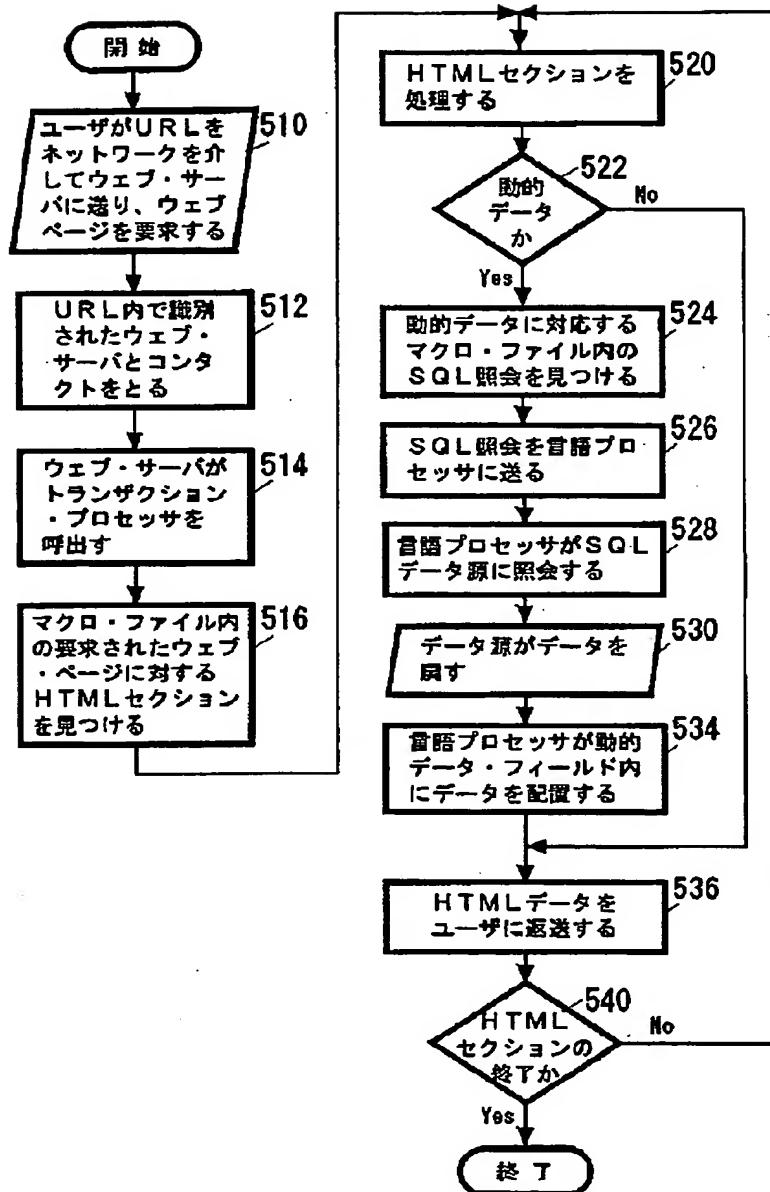 開始
ユーザがURLを
ネットワークを介
してウェブ・サー
バに送り、ウェブ
ページを要求する
510
URL内で識別
されたウェブ・
サーバとコンタ
クトをとる
512
ウェブ・サーバが
トランザクション
・プロセッサを
呼出す
514
マクロ・ファイル内
の要求されたウェブ
・ページに対する
HTMLセクション
を見つける
516
HTMLセクションを
処理する
520
動的
データ
か
522
No
Yes
動的データに対応する
マクロ・ファイル内の
SQL照会を見つける
524
SQL照会を言語プロ
セッサに送る
526
言語プロセッサがSQL
データ源に照会する
528
データ源がデータを
戻す
530
言語プロセッサが動的
データ・フィールド内
にデータを配置する
534
HTMLデータを
ユーザに返送する
536
HTML
セクションの
終了か
540
No
Yes
終了